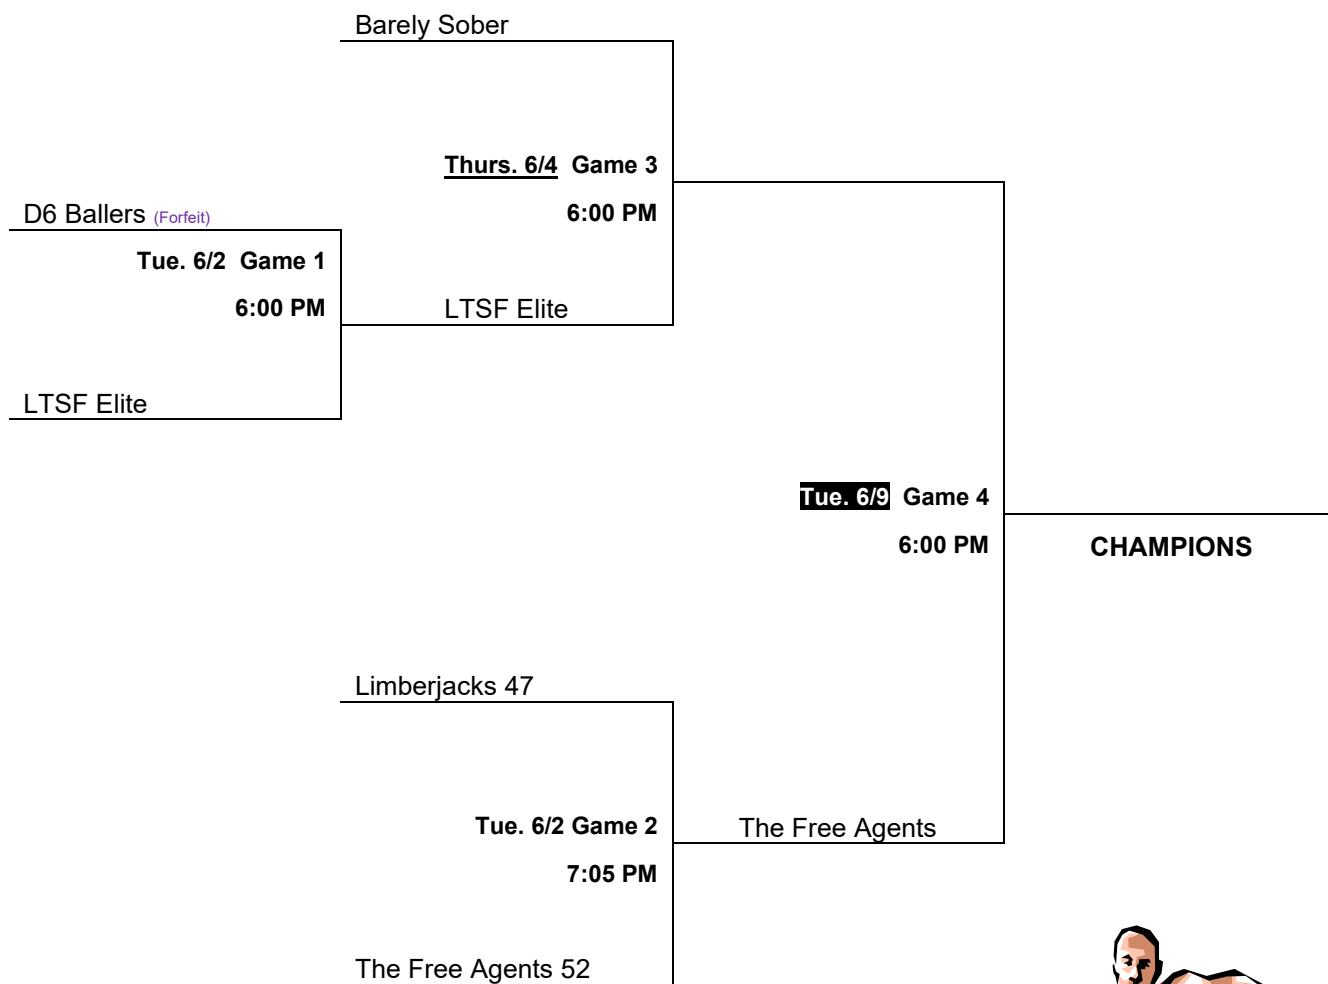 Barely Sober
Thurs. 6/4 Game 3
6:00 PM
D6 Ballers (Forfeit)
Tue. 6/2 Game 1
6:00 PM
LTSF Elite
LTSF Elite
Tue. 6/9 Game 4
6:00 PM
CHAMPIONS
Limberjacks 47
Tue. 6/2 Game 2
7:05 PM
The Free Agents
The Free Agents 52